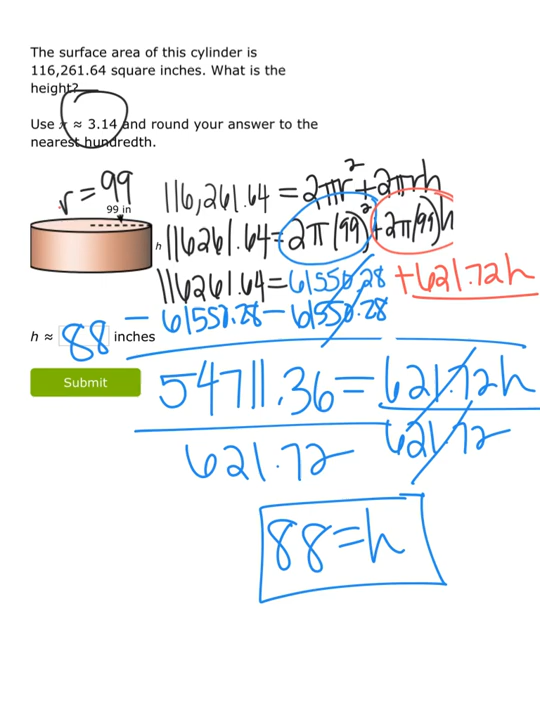 The surface area of this cylinder is
116,261.64 square inches. What is the
height?
Use π ≈ 3.14 and round your answer to the
nearest hundredth.
r = 99
99 in
h
116,261.64 = 2πr² + 2πrh
116261.64 = 2π(99)² + 2π(99)h
116261.64 = 61550.28 + 621.72h
- 61550.28 - 61550.28
h ≈ 88 inches
Submit
54711.36 = 621.72h
621.72 621.72
88 = h